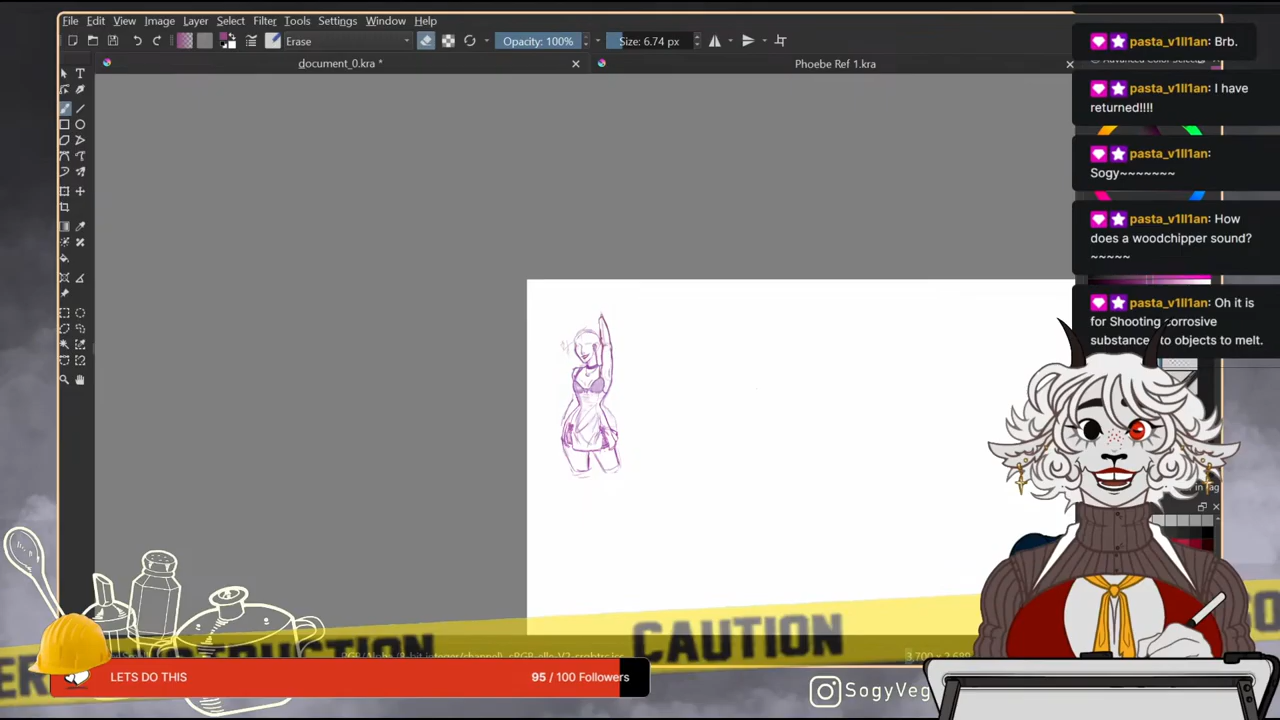 File Edit View Image Layer Select Filter Tools Settings Window Help
Erase
Opacity: 100%
Size: 6.74 px
document_0.kra *
Phoebe Ref 1.kra
pasta_v1ll1an: Brb.
pasta_v1ll1an: I have
returned!!!!
pasta_v1ll1an:
Sogy~~~~~~~
pasta_v1ll1an: How
does a woodchipper sound?
~~~~~
pasta_v1ll1an: Oh it is
for Shooting corrosive
substance to objects to melt.
CAUTION
LETS DO THIS
95 / 100 Followers
SogyVeg